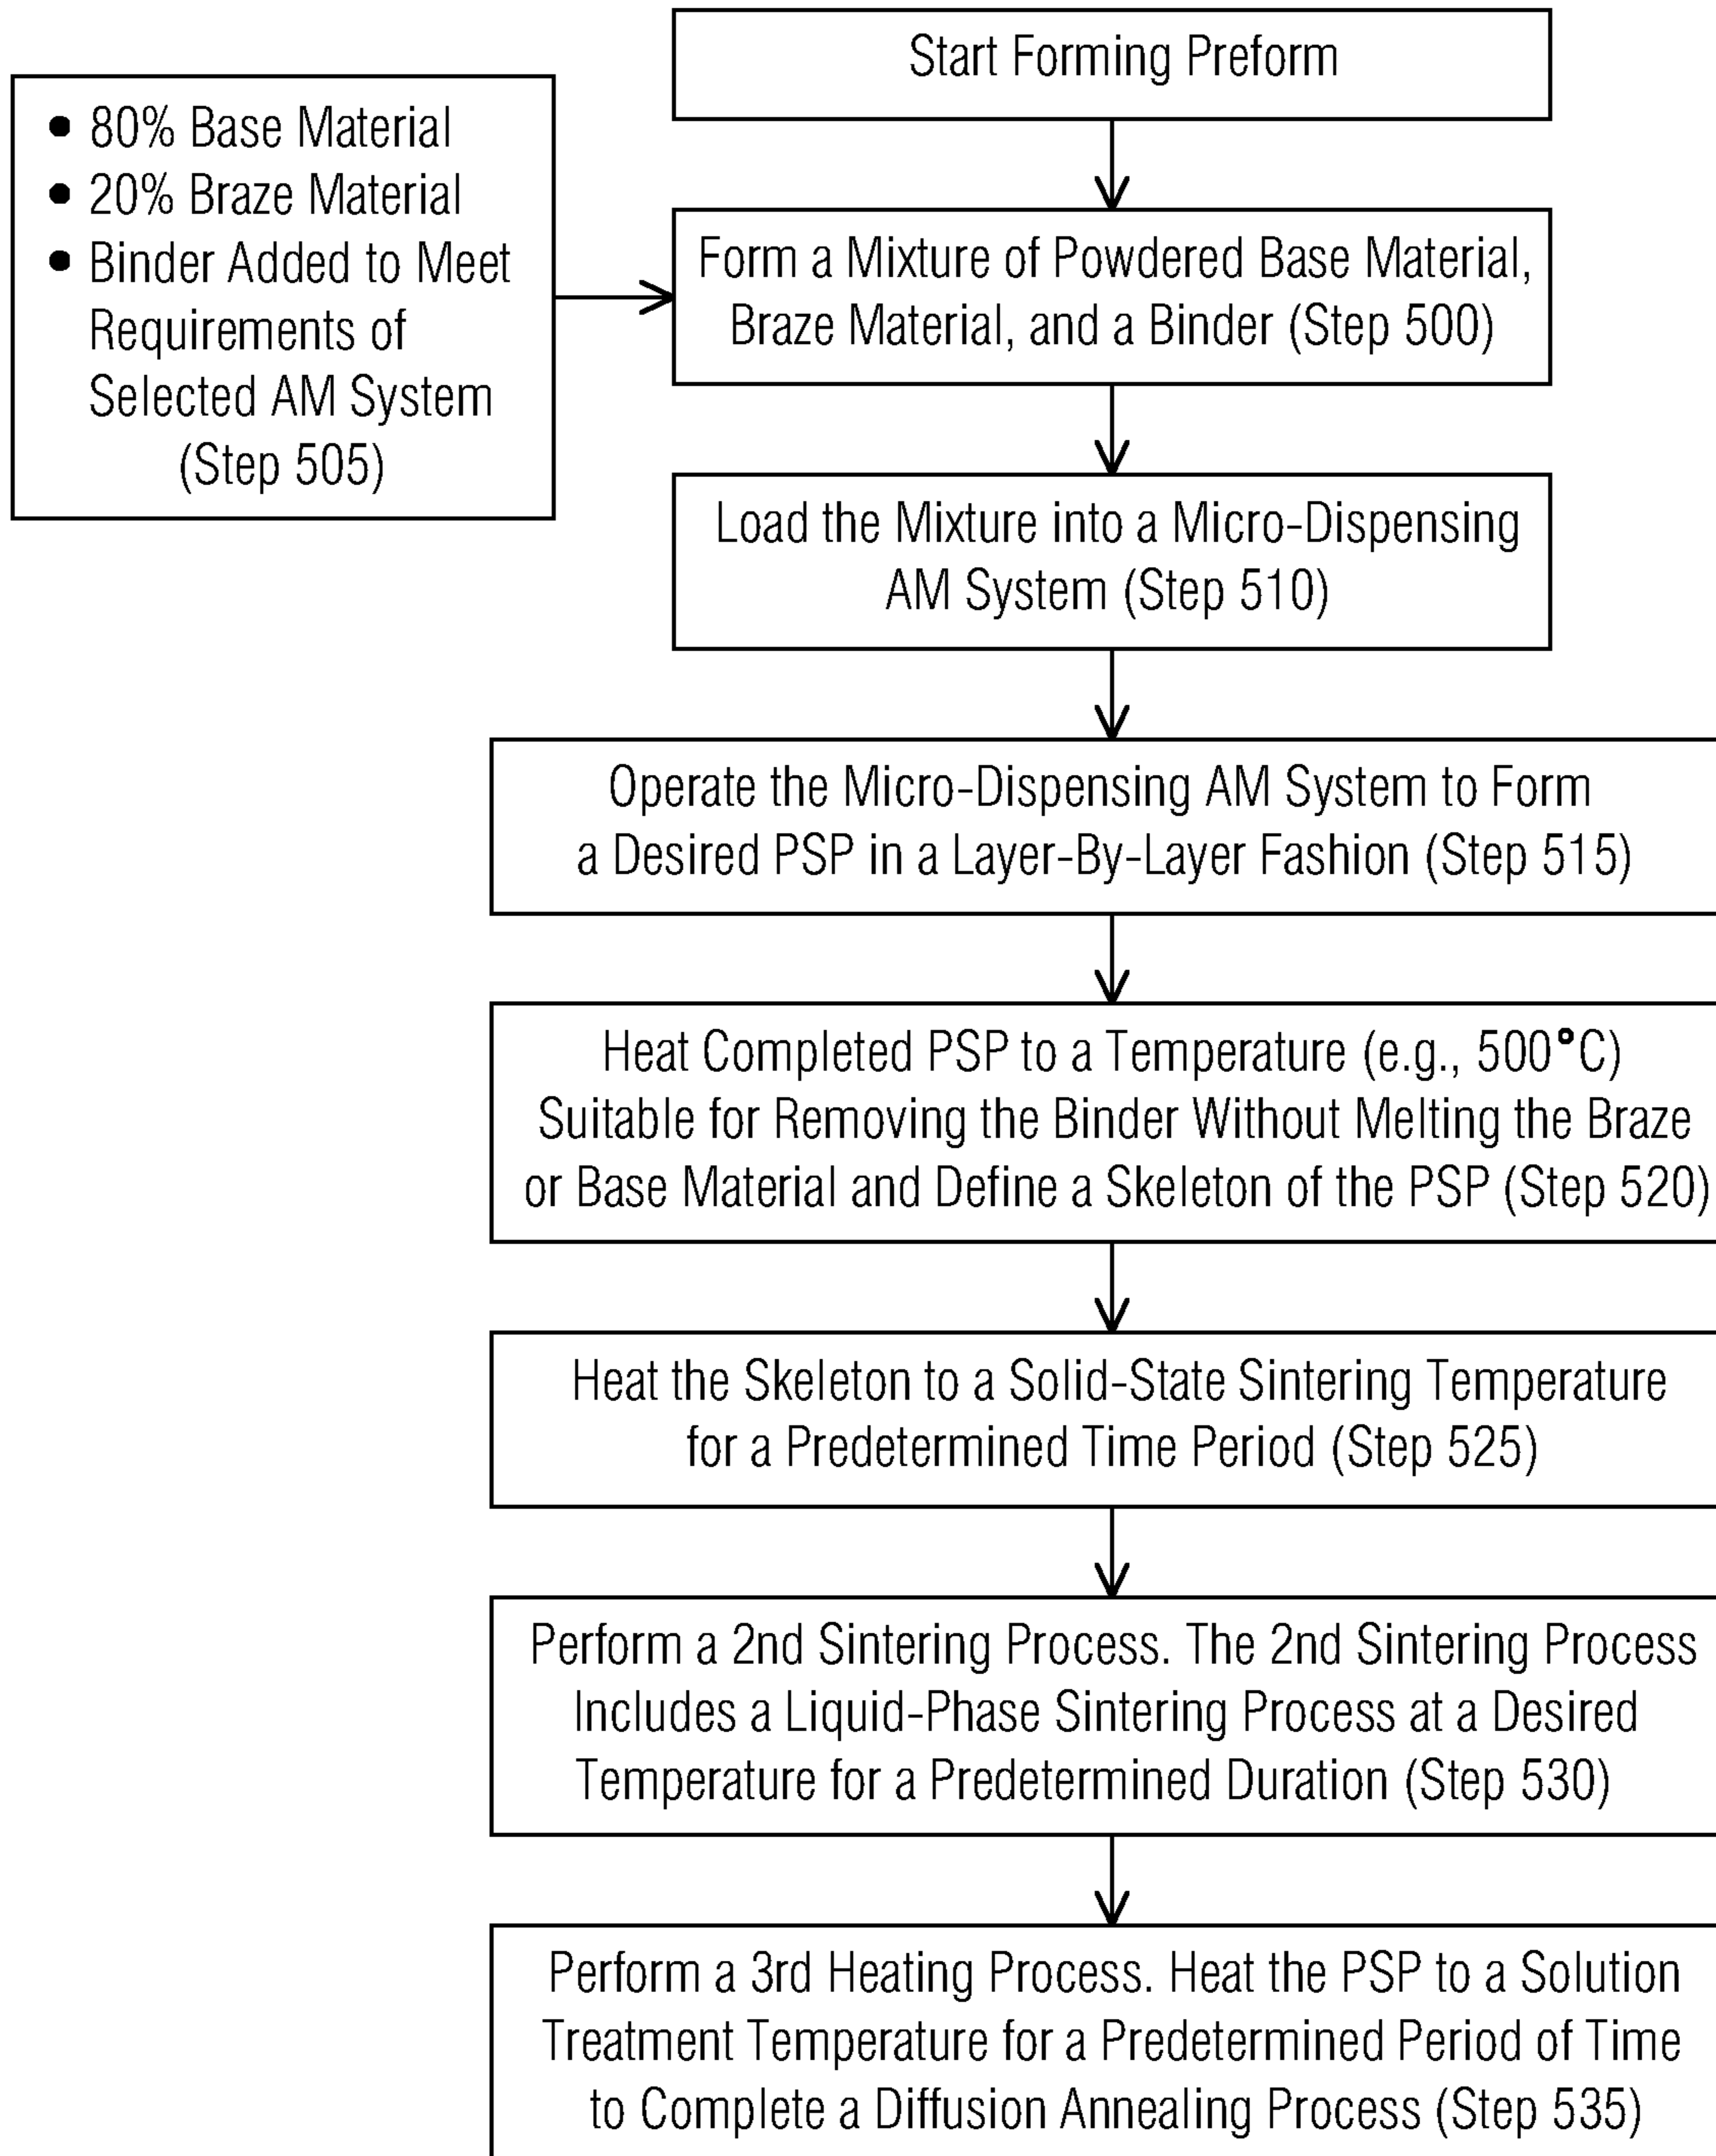 Start Forming Preform
• 80% Base Material
• 20% Braze Material
• Binder Added to Meet
Requirements of
Selected AM System
(Step 505)
Form a Mixture of Powdered Base Material,
Braze Material, and a Binder (Step 500)
Load the Mixture into a Micro-Dispensing
AM System (Step 510)
Operate the Micro-Dispensing AM System to Form
a Desired PSP in a Layer-By-Layer Fashion (Step 515)
Heat Completed PSP to a Temperature (e.g., 500°C)
Suitable for Removing the Binder Without Melting the Braze
or Base Material and Define a Skeleton of the PSP (Step 520)
Heat the Skeleton to a Solid-State Sintering Temperature
for a Predetermined Time Period (Step 525)
Perform a 2nd Sintering Process. The 2nd Sintering Process
Includes a Liquid-Phase Sintering Process at a Desired
Temperature for a Predetermined Duration (Step 530)
Perform a 3rd Heating Process. Heat the PSP to a Solution
Treatment Temperature for a Predetermined Period of Time
to Complete a Diffusion Annealing Process (Step 535)